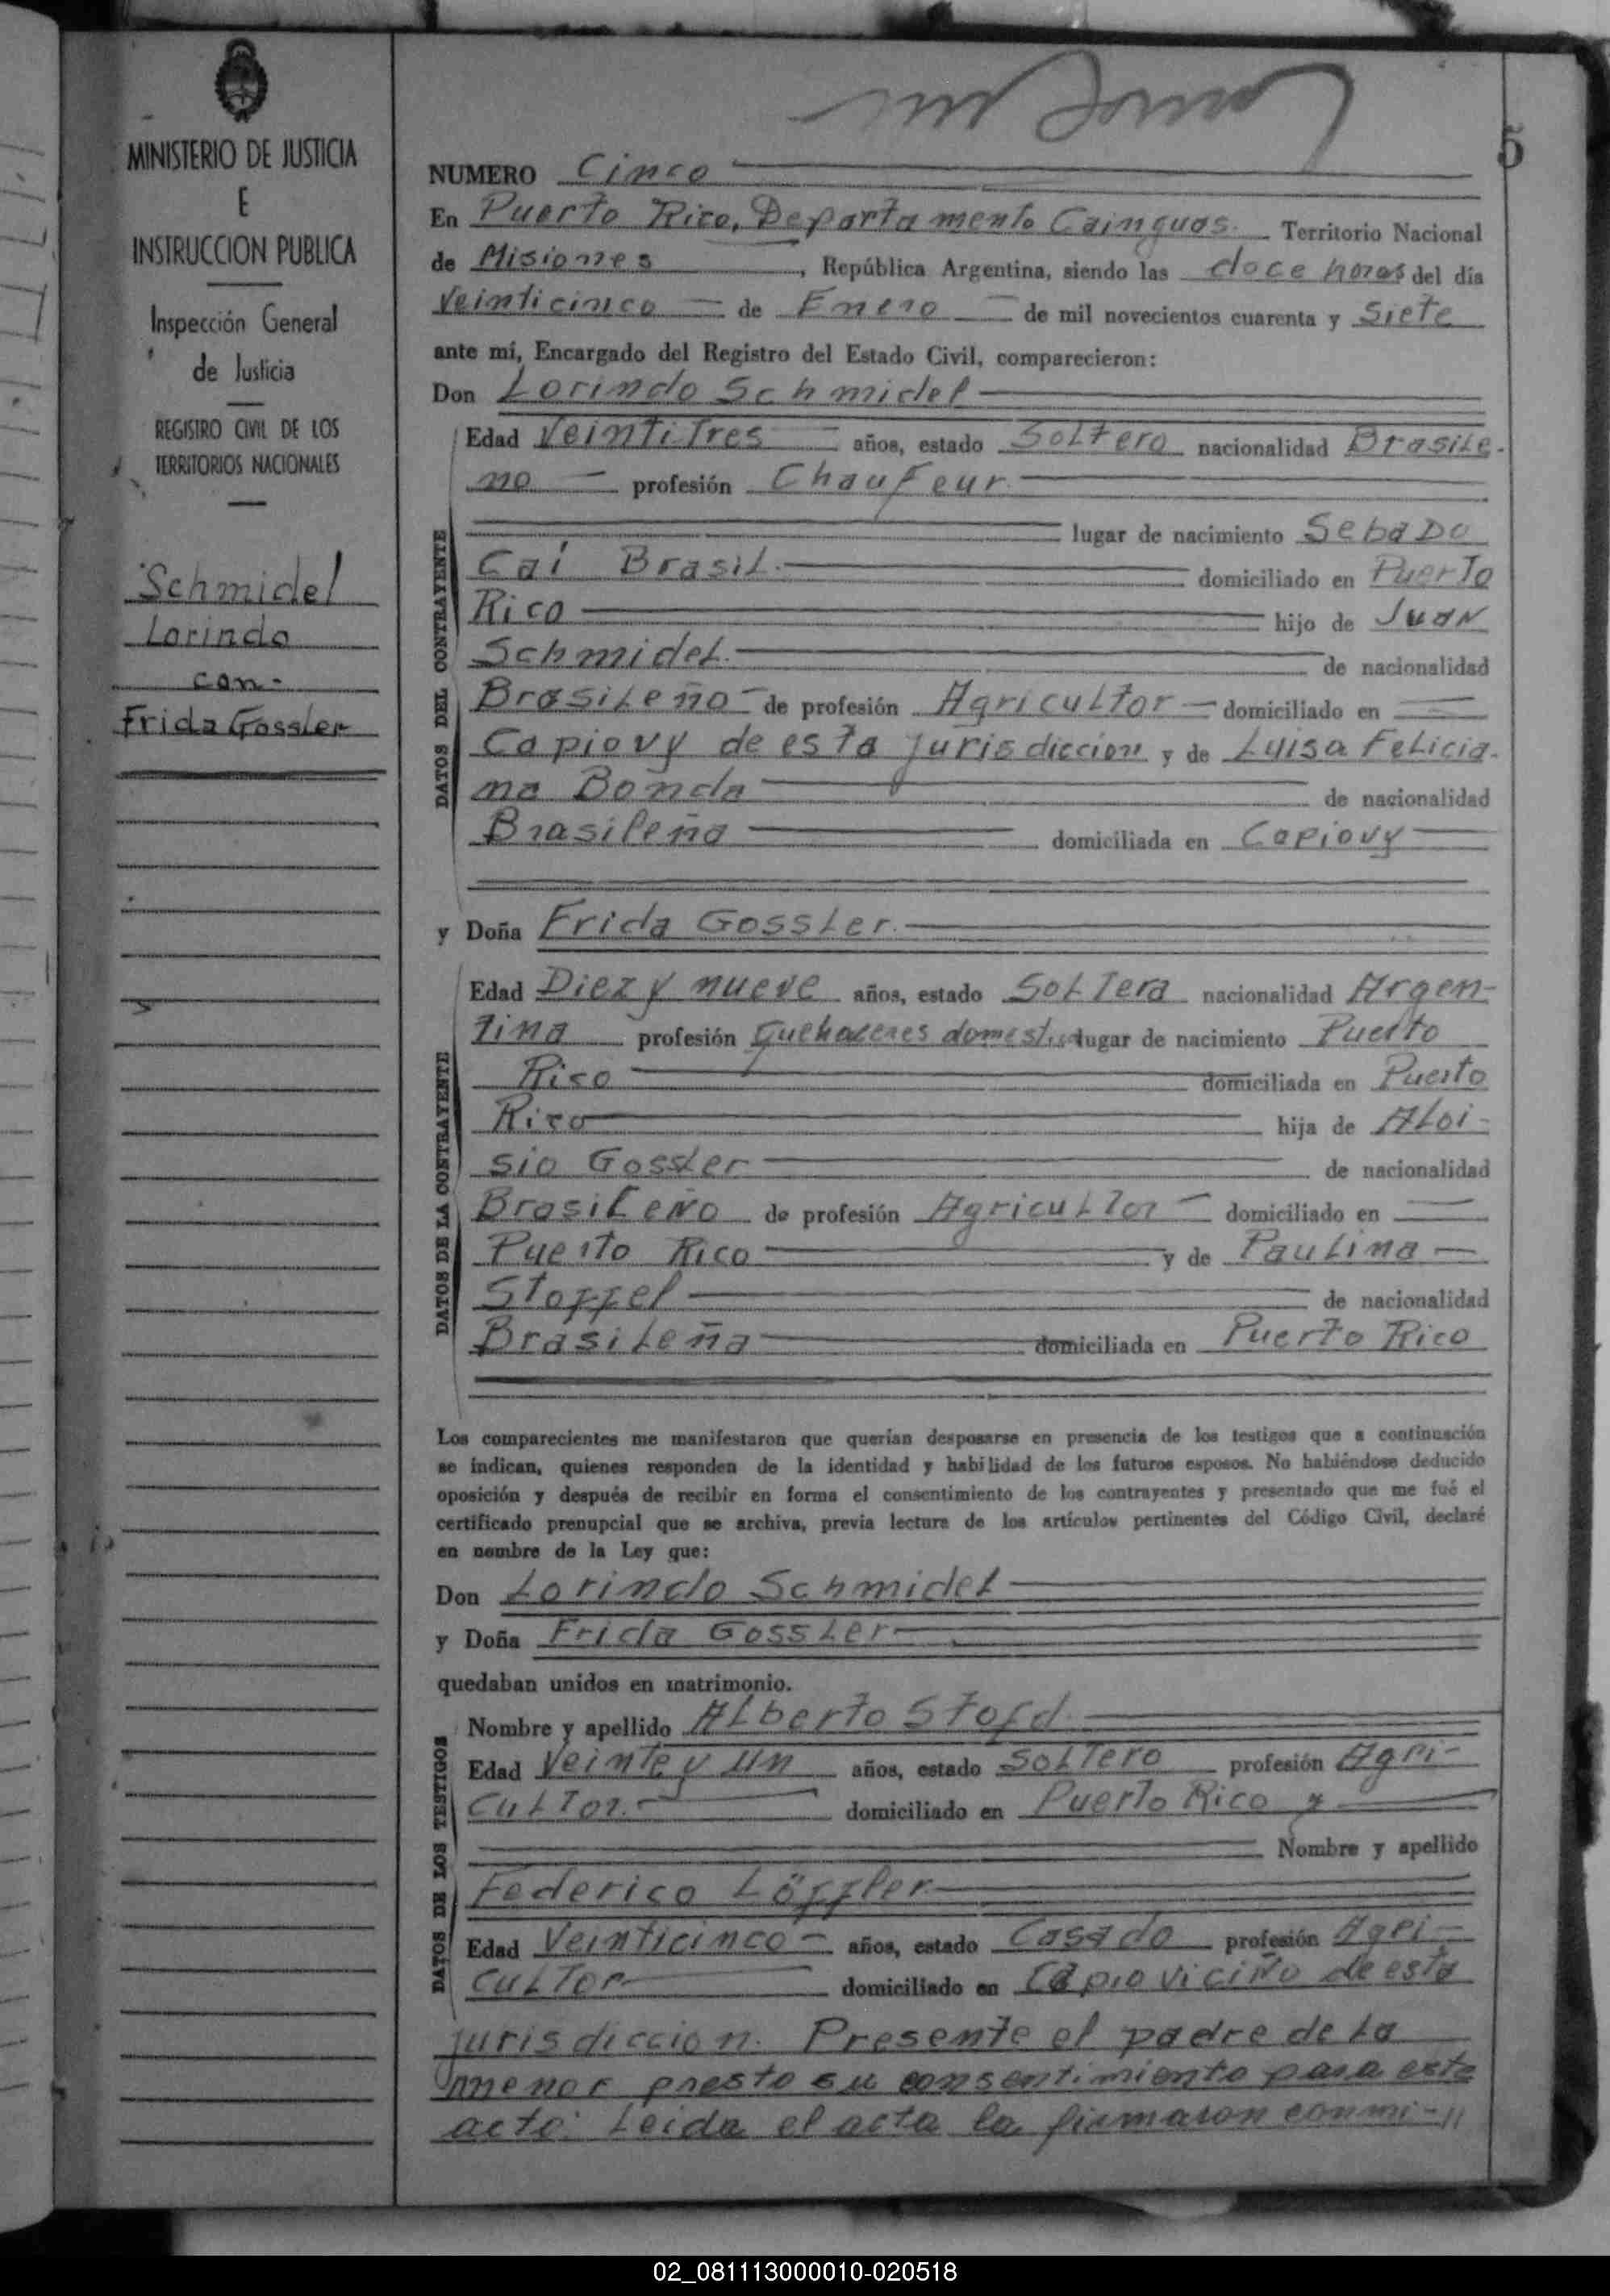 MINISTERIO DE JUSTICIA
E
INSTRUCCION PUBLICA
Inspección General
de Justicia
REGISTRO CIVIL DE LOS
TERRITORIOS NACIONALES
Schmidel
Lorindo
con-
Frida Gossler
5
NUMERO Cinco
En Puerto Rico, Departamento Cainguas. Territorio Nacional
de Misiones, República Argentina, siendo las doce horas del día
Veinticinco de Enero de mil novecientos cuarenta y Siete
ante mí, Encargado del Registro del Estado Civil, comparecieron:
Don Lorindo Schmidel
DATOS DEL CONTRAYENTE
Edad Veintitres años, estado Soltero nacionalidad Brasile-
no profesión Chaufeur.
lugar de nacimiento Sebado
Cai Brasil. domiciliado en Puerto
Rico hijo de Juan
Schmidel. de nacionalidad
Brasileño de profesión Agricultor domiciliado en
Capiovy de esta jurisdiccion y de Luisa Felicia-
na Bonda de nacionalidad
Brasileña domiciliada en Capiovy
y Doña Frida Gossler.
DATOS DE LA CONTRAYENTE
Edad Diez y nueve años, estado Soltera nacionalidad Argen-
tina profesión quehaceres domest. lugar de nacimiento Puerto
Rico domiciliada en Puerto
Rico hija de Aloi-
sio Gossler de nacionalidad
Brasileño de profesión Agricultor domiciliado en
Puerto Rico y de Paulina
Stoffel de nacionalidad
Brasileña domiciliada en Puerto Rico
Los comparecientes me manifestaron que querían desposarse en presencia de los testigos que a continuación
se indican, quienes responden de la identidad y habilidad de los futuros esposos. No habiéndose deducido
oposición y después de recibir en forma el consentimiento de los contrayentes y presentado que me fué el
certificado prenupcial que se archiva, previa lectura de los artículos pertinentes del Código Civil, declaré
en nombre de la Ley que:
Don Lorindo Schmidel
y Doña Frida Gossler
quedaban unidos en matrimonio.
DATOS DE LOS TESTIGOS
Nombre y apellido Alberto Stofd.
Edad Veinte y un años, estado Soltero profesión Agri-
cultor. domiciliado en Puerto Rico y
Nombre y apellido
Federico Löffler
Edad Veinticinco años, estado Casado profesión Agri-
cultor domiciliado en Capioviciño de esta
jurisdiccion. Presente el padre de la
menor presto su consentimiento para este
acto: Leida el acta la firmaron conmi-//
02_081113000010-020518